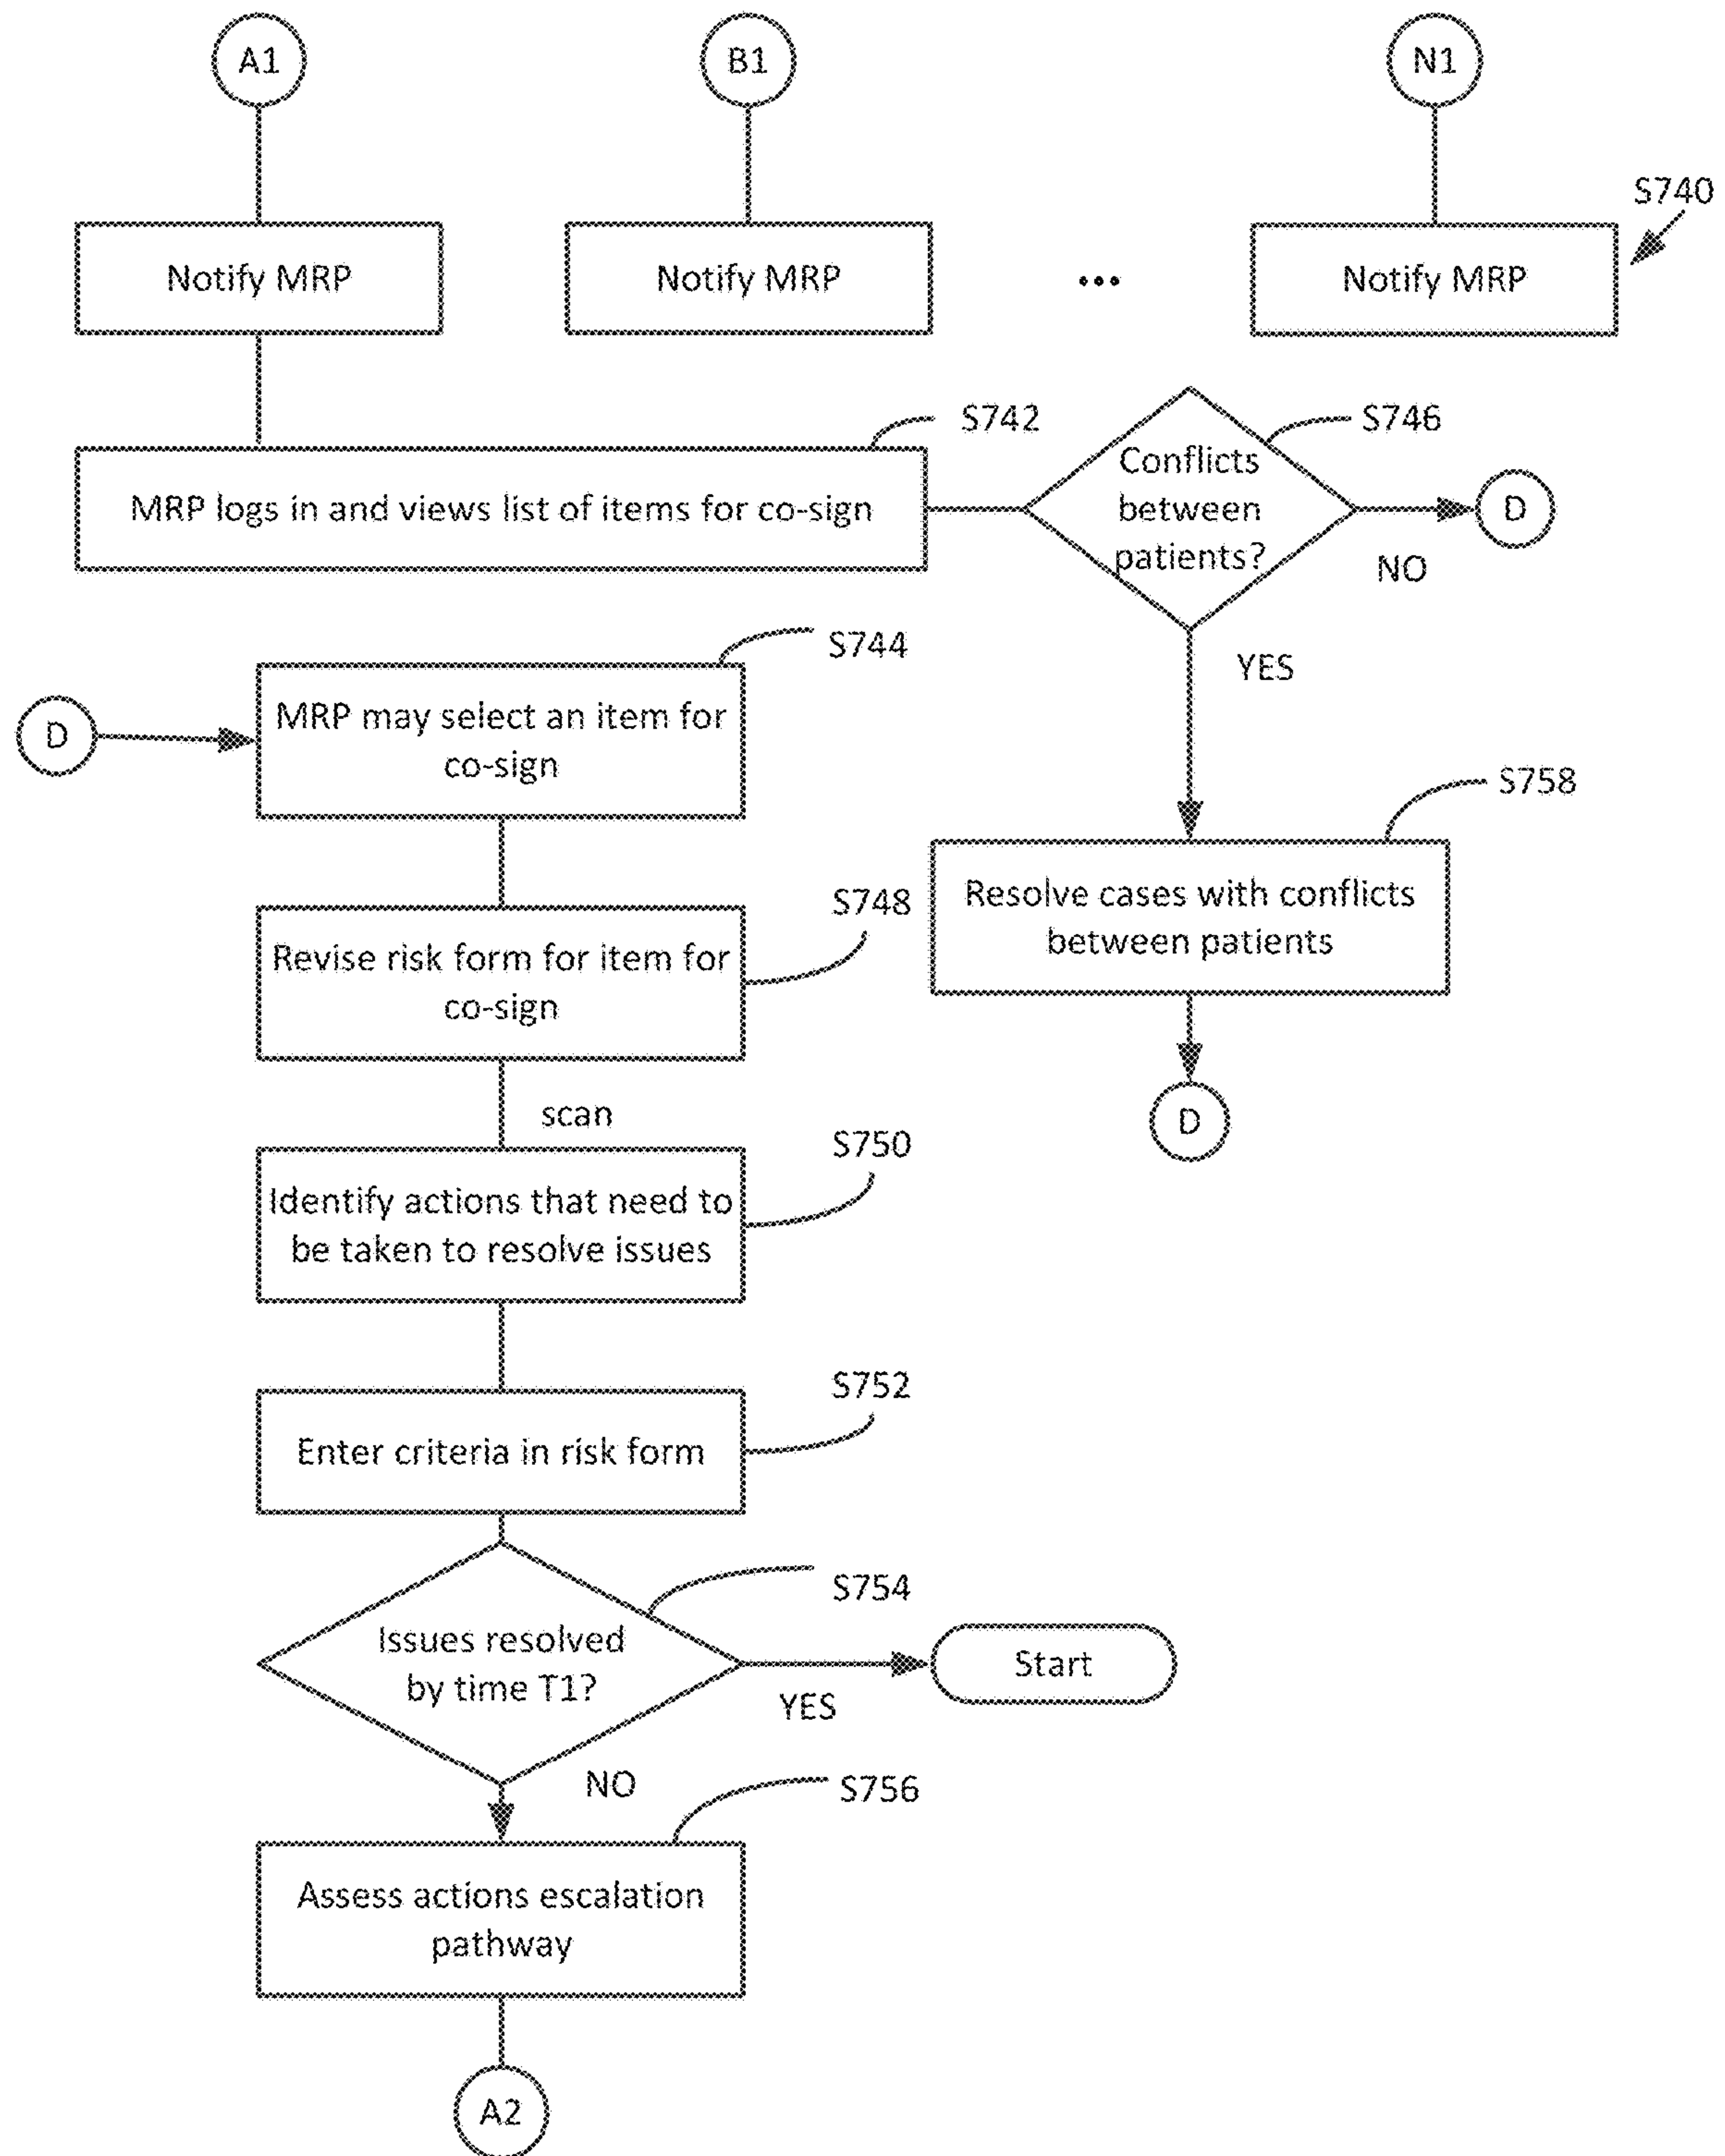 A1
B1
N1
S740
Notify MRP
Notify MRP
...
Notify MRP
S742
S746
MRP logs in and views list of items for co-sign
Conflicts
between
patients?
D
NO
YES
S744
D
MRP may select an item for
co-sign
S758
Resolve cases with conflicts
between patients
D
S748
Revise risk form for item for
co-sign
scan
S750
Identify actions that need to
be taken to resolve issues
S752
Enter criteria in risk form
S754
Issues resolved
by time T1?
Start
YES
NO
S756
Assess actions escalation
pathway
A2